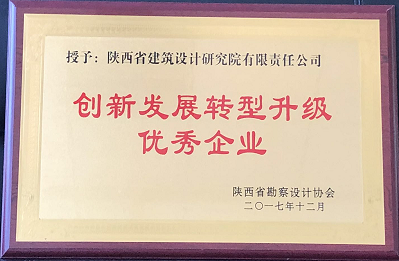 授予：陕西省建筑设计研究院有限责任公司
创新发展转型升级
优秀企业
陕西省勘察设计协会
二〇一七年十二月